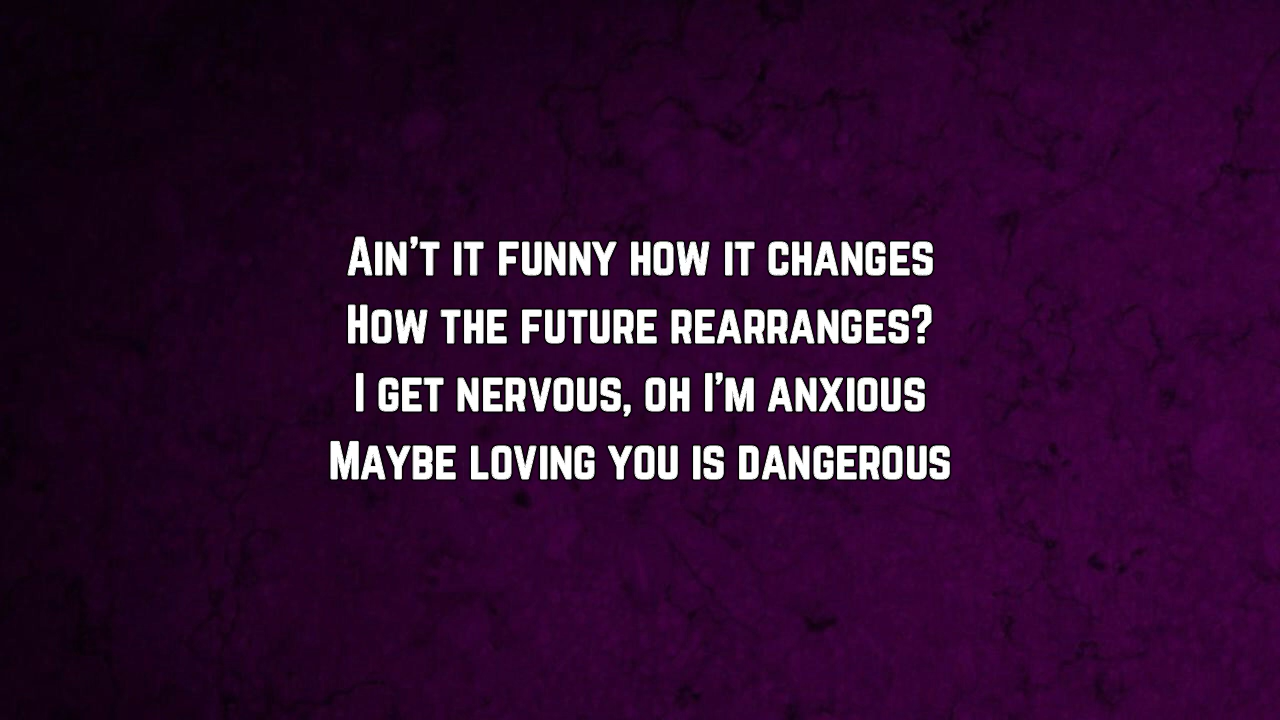 Ain't it funny how it changes
How the future rearranges?
I get nervous, oh I'm anxious
Maybe loving you is dangerous